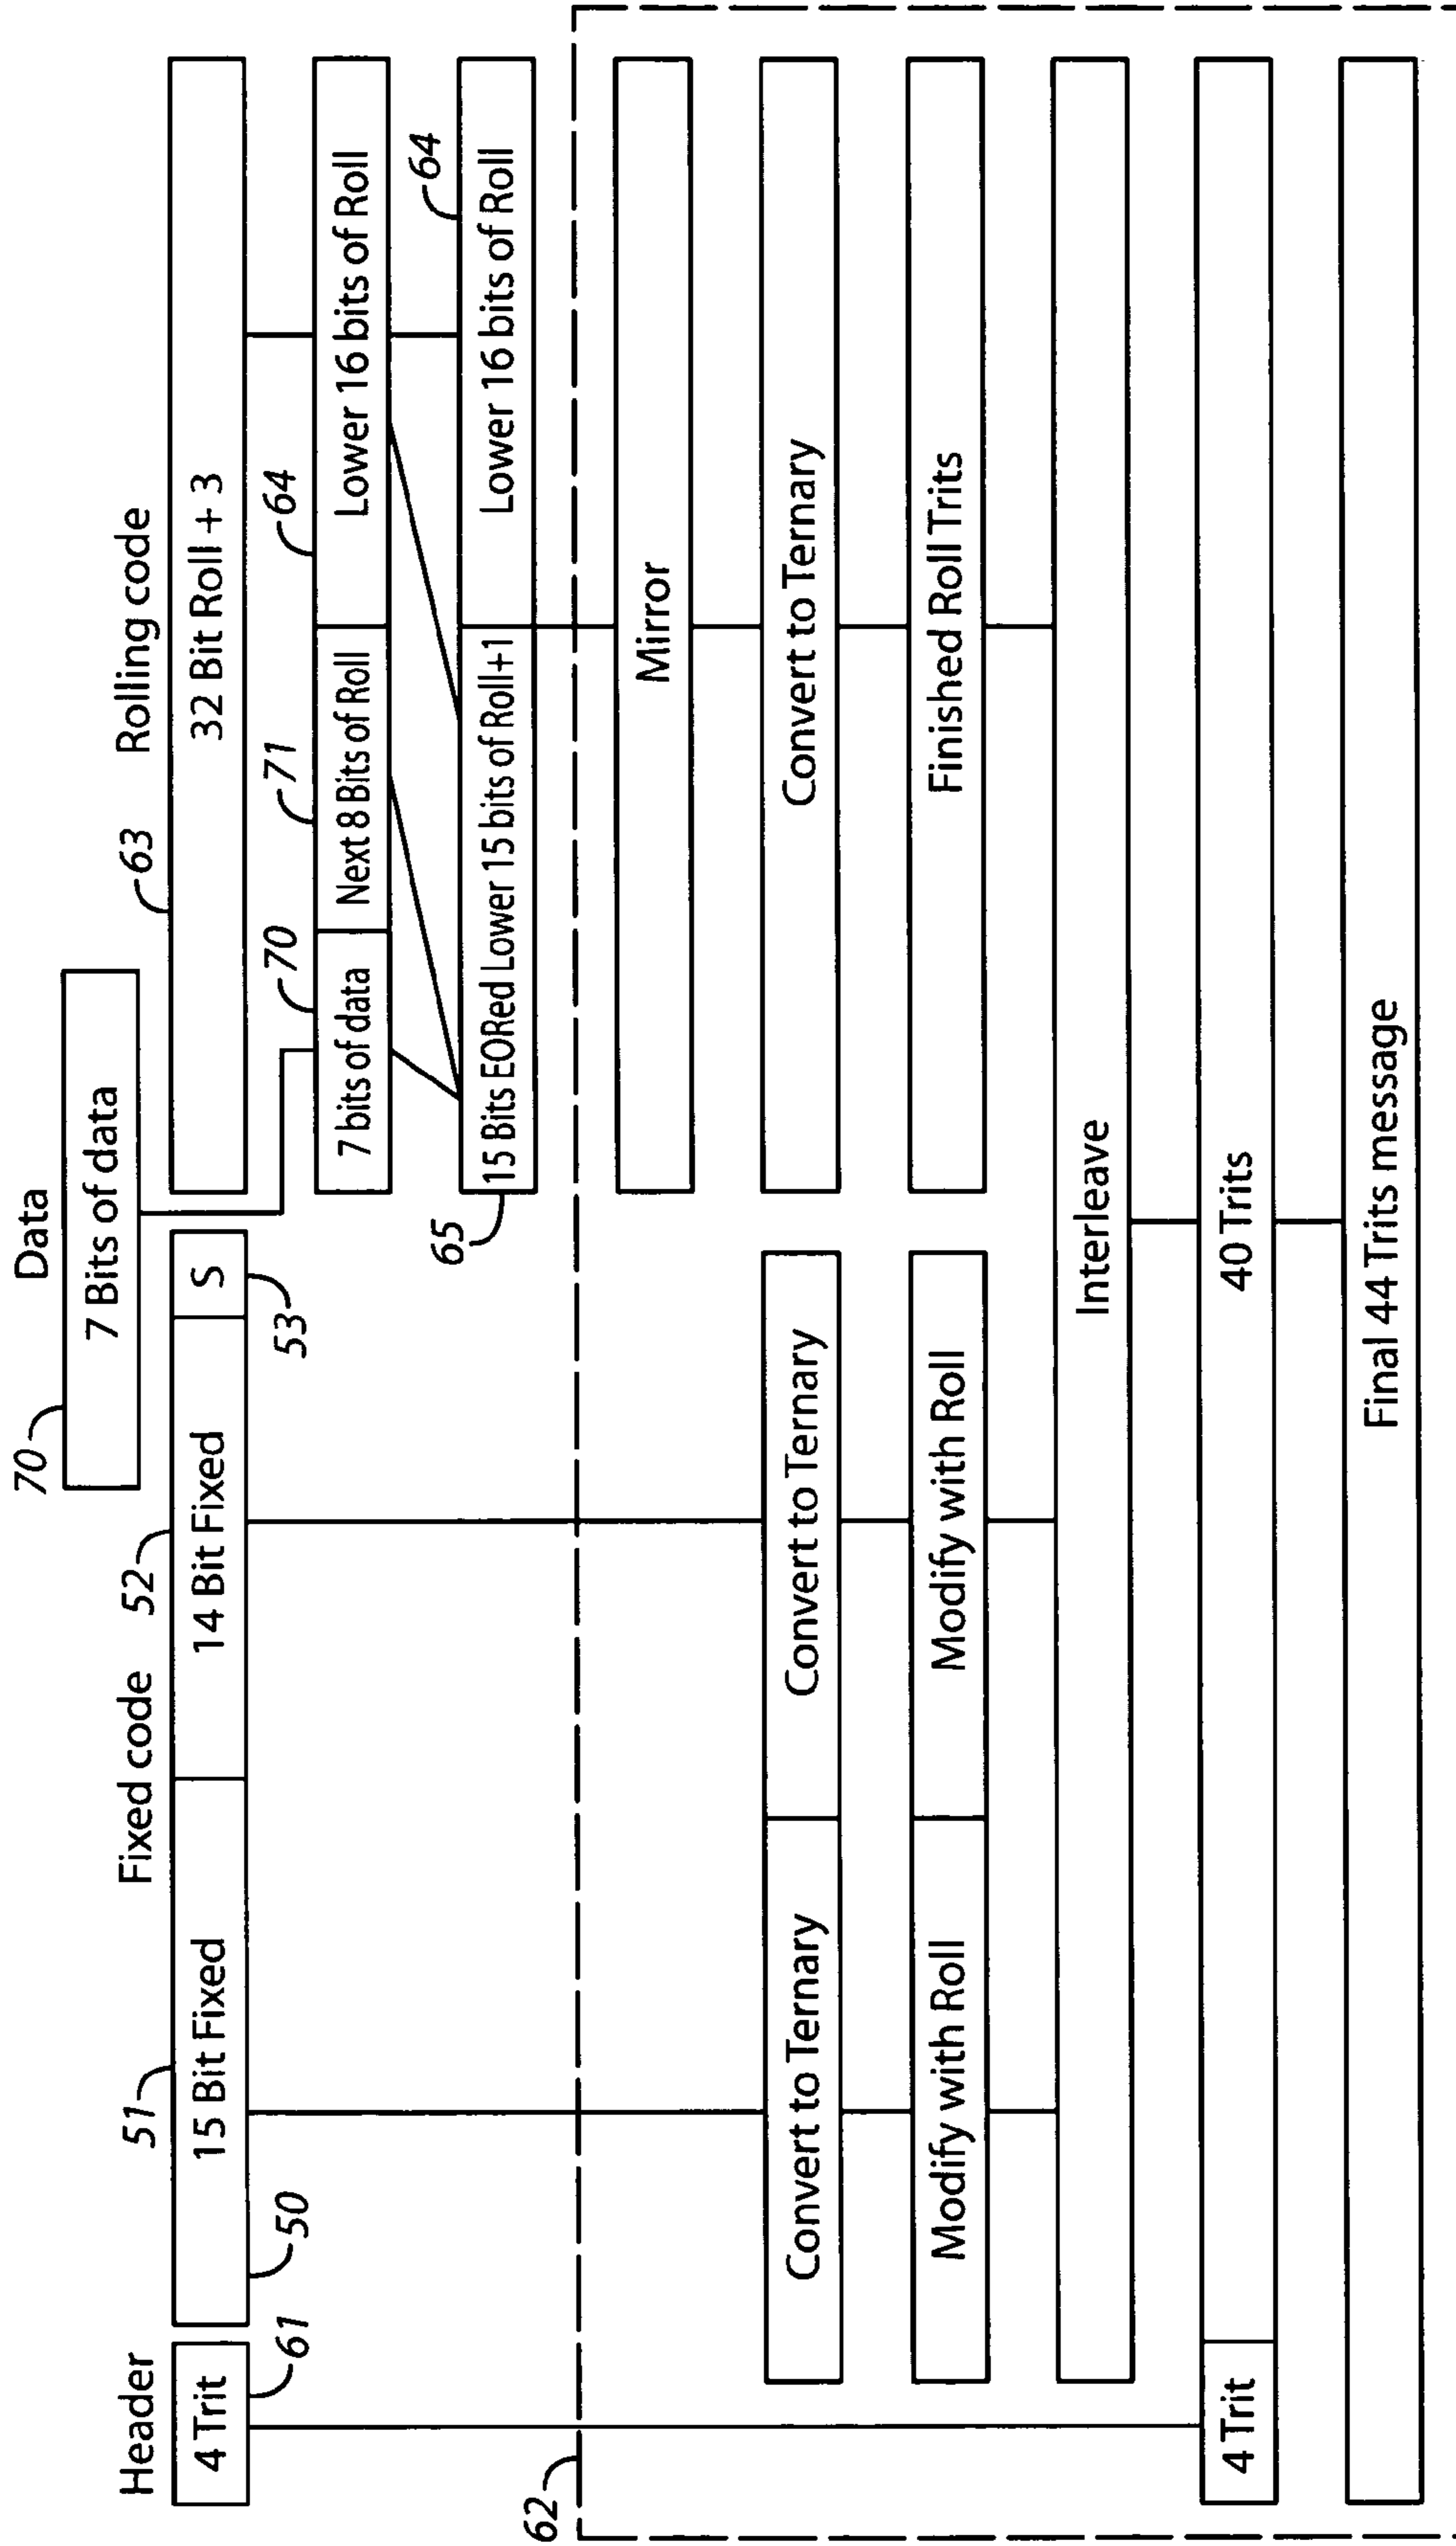 70
Data
7 Bits of data
Header
Fixed code
Rolling code
51
52
63
4 Trit
15 Bit Fixed
14 Bit Fixed
S
32 Bit Roll + 3
61
50
53
70
71
64
7 bits of data
Next 8 Bits of Roll
Lower 16 bits of Roll
65
64
15 Bits EORed Lower 15 bits of Roll+1
Lower 16 bits of Roll
62
Mirror
Convert to Ternary
Convert to Ternary
Convert to Ternary
Modify with Roll
Modify with Roll
Finished Roll Trits
Interleave
4 Trit
40 Trits
Final 44 Trits message